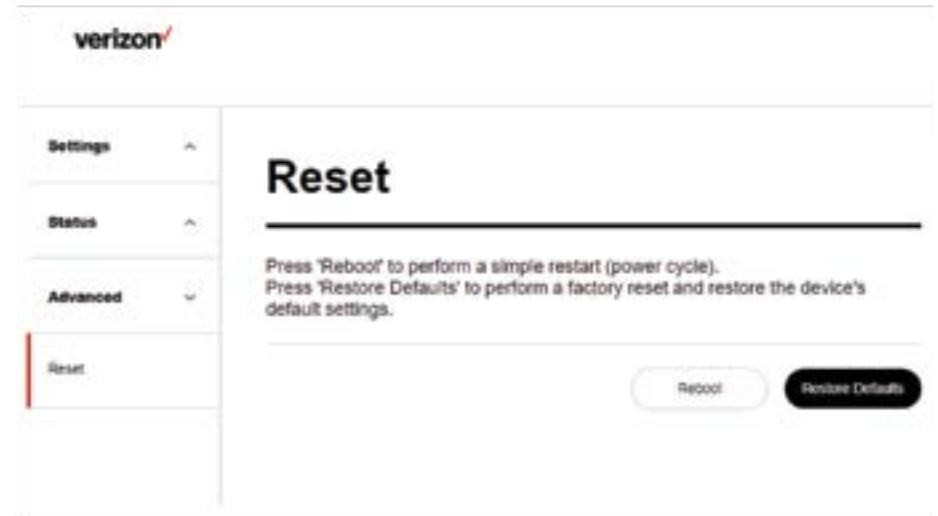 verizon
Settings
Status
Advanced
Reset
Reset
Press 'Reboot' to perform a simple restart (power cycle).
Press 'Restore Defaults' to perform a factory reset and restore the device's
default settings.
Reboot
Restore Defaults